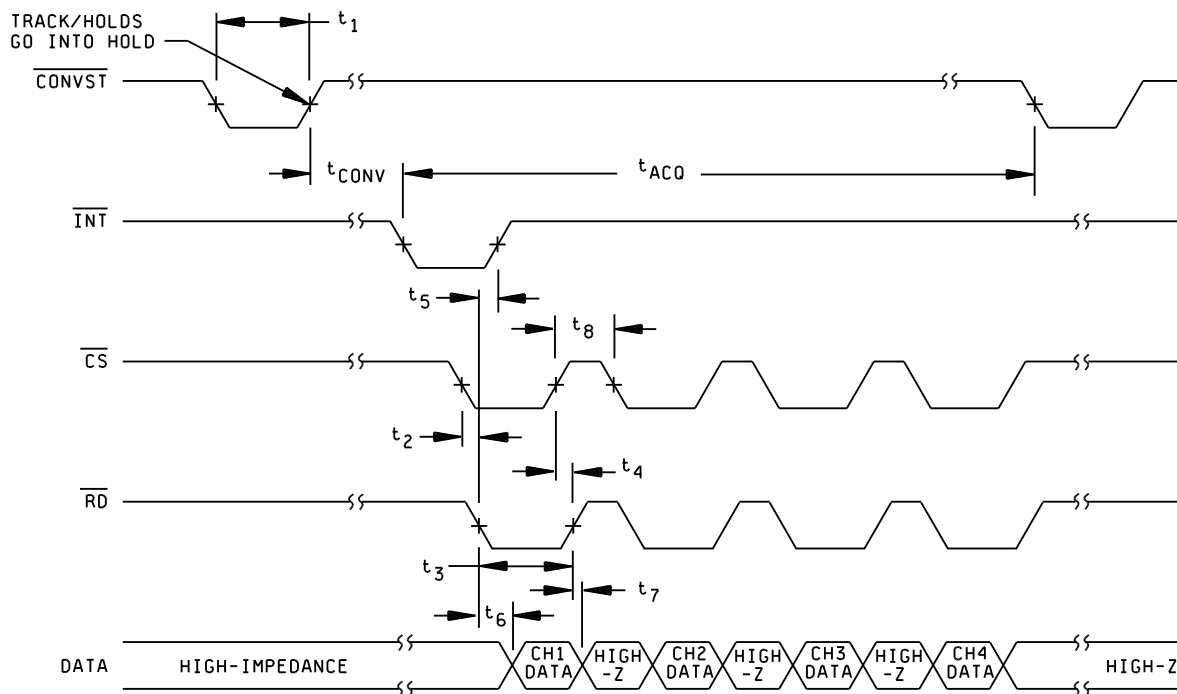 TRACK/HOLDS
GO INTO HOLD
t1
CONVST
tCONV
tACQ
INT
t5
t8
CS
t2
t4
RD
t3
t7
t6
DATA
HIGH-IMPEDANCE
CH1
DATA
HIGH
-Z
CH2
DATA
HIGH
-Z
CH3
DATA
HIGH
-Z
CH4
DATA
HIGH-Z